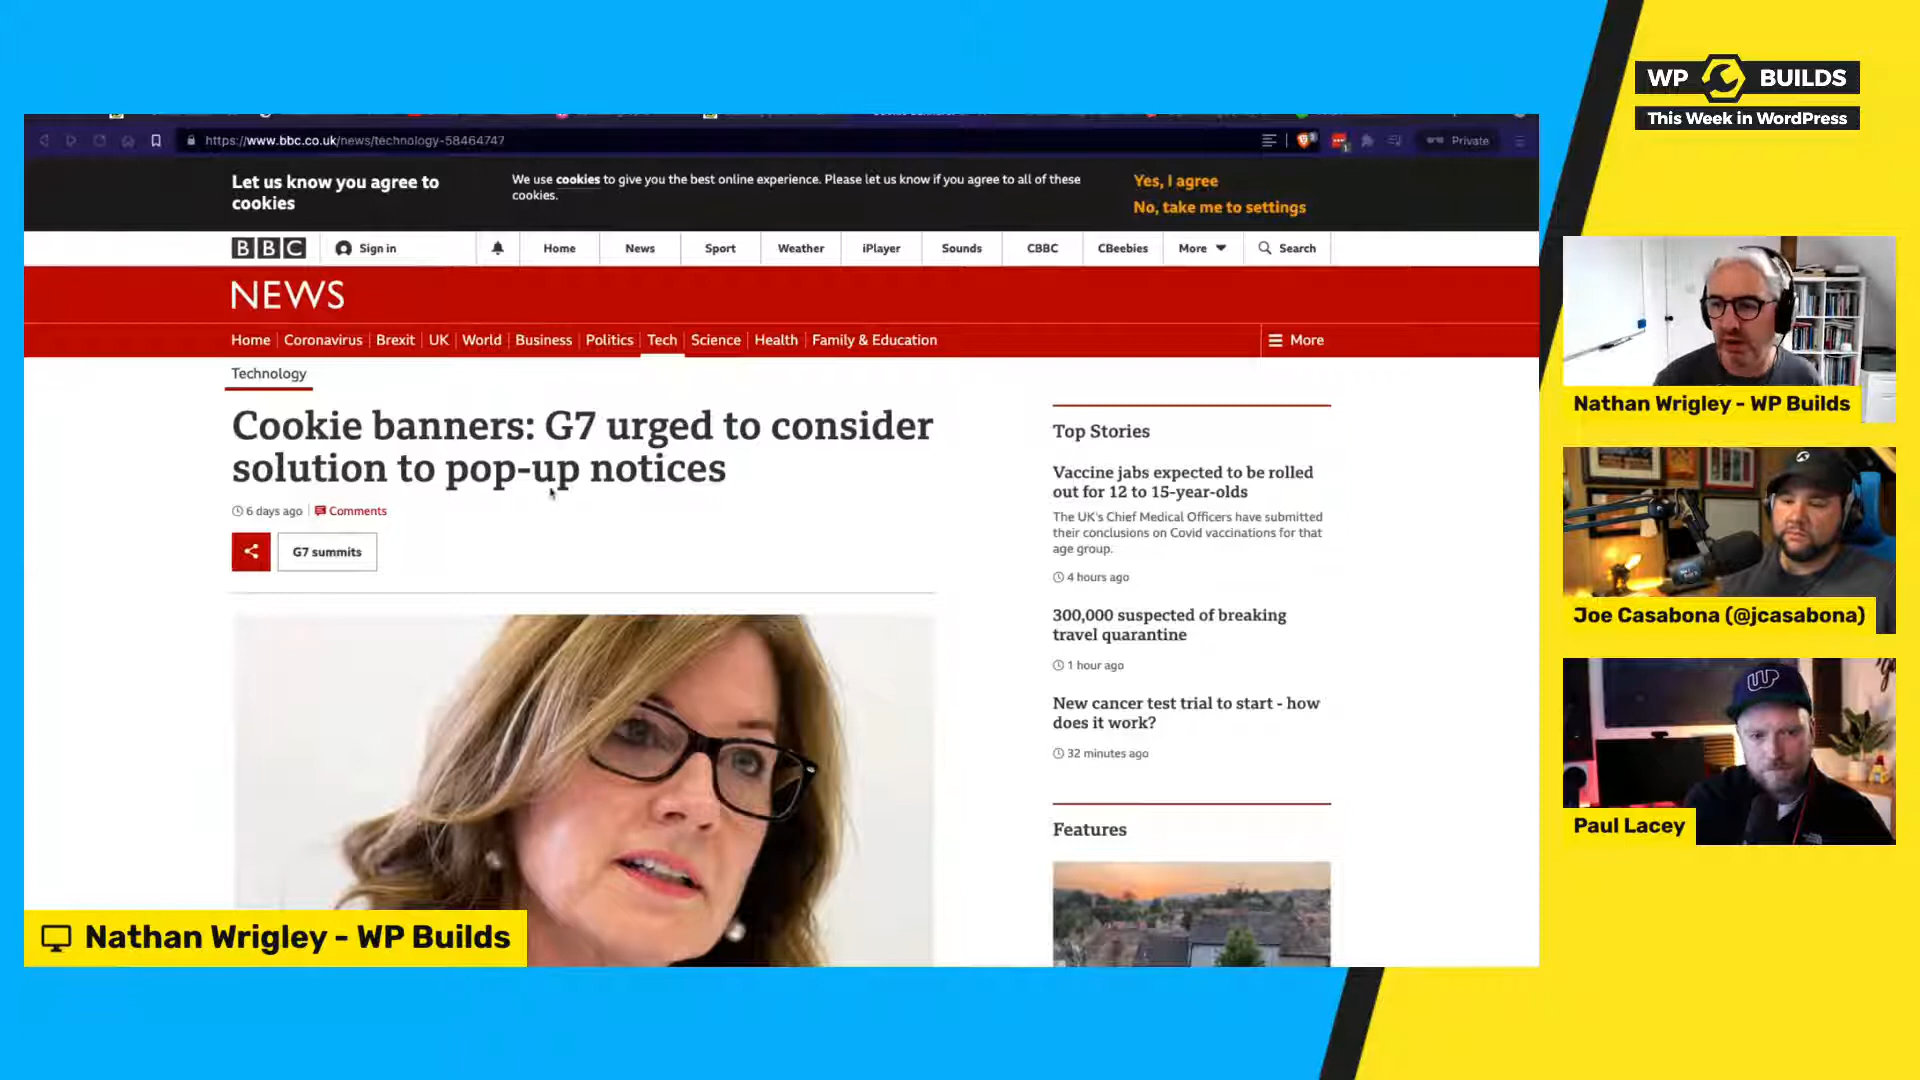 WP BUILDS
This Week in WordPress
https://www.bbc.co.uk/news/technology-58464747
Private
Let us know you agree to
cookies
We use cookies to give you the best online experience. Please let us know if you agree to all of these
cookies.
Yes, I agree
No, take me to settings
BBC
Sign in
Home
News
Sport
Weather
iPlayer
Sounds
CBBC
CBeebies
More
Search
NEWS
Home
Coronavirus
Brexit
UK
World
Business
Politics
Tech
Science
Health
Family & Education
More
Technology
Cookie banners: G7 urged to consider
solution to pop-up notices
6 days ago
Comments
G7 summits
Top Stories
Vaccine jabs expected to be rolled
out for 12 to 15-year-olds
The UK's Chief Medical Officers have submitted
their conclusions on Covid vaccinations for that
age group.
4 hours ago
300,000 suspected of breaking
travel quarantine
1 hour ago
New cancer test trial to start - how
does it work?
32 minutes ago
Features
Nathan Wrigley - WP Builds
Nathan Wrigley - WP Builds
Joe Casabona (@jcasabona)
Paul Lacey